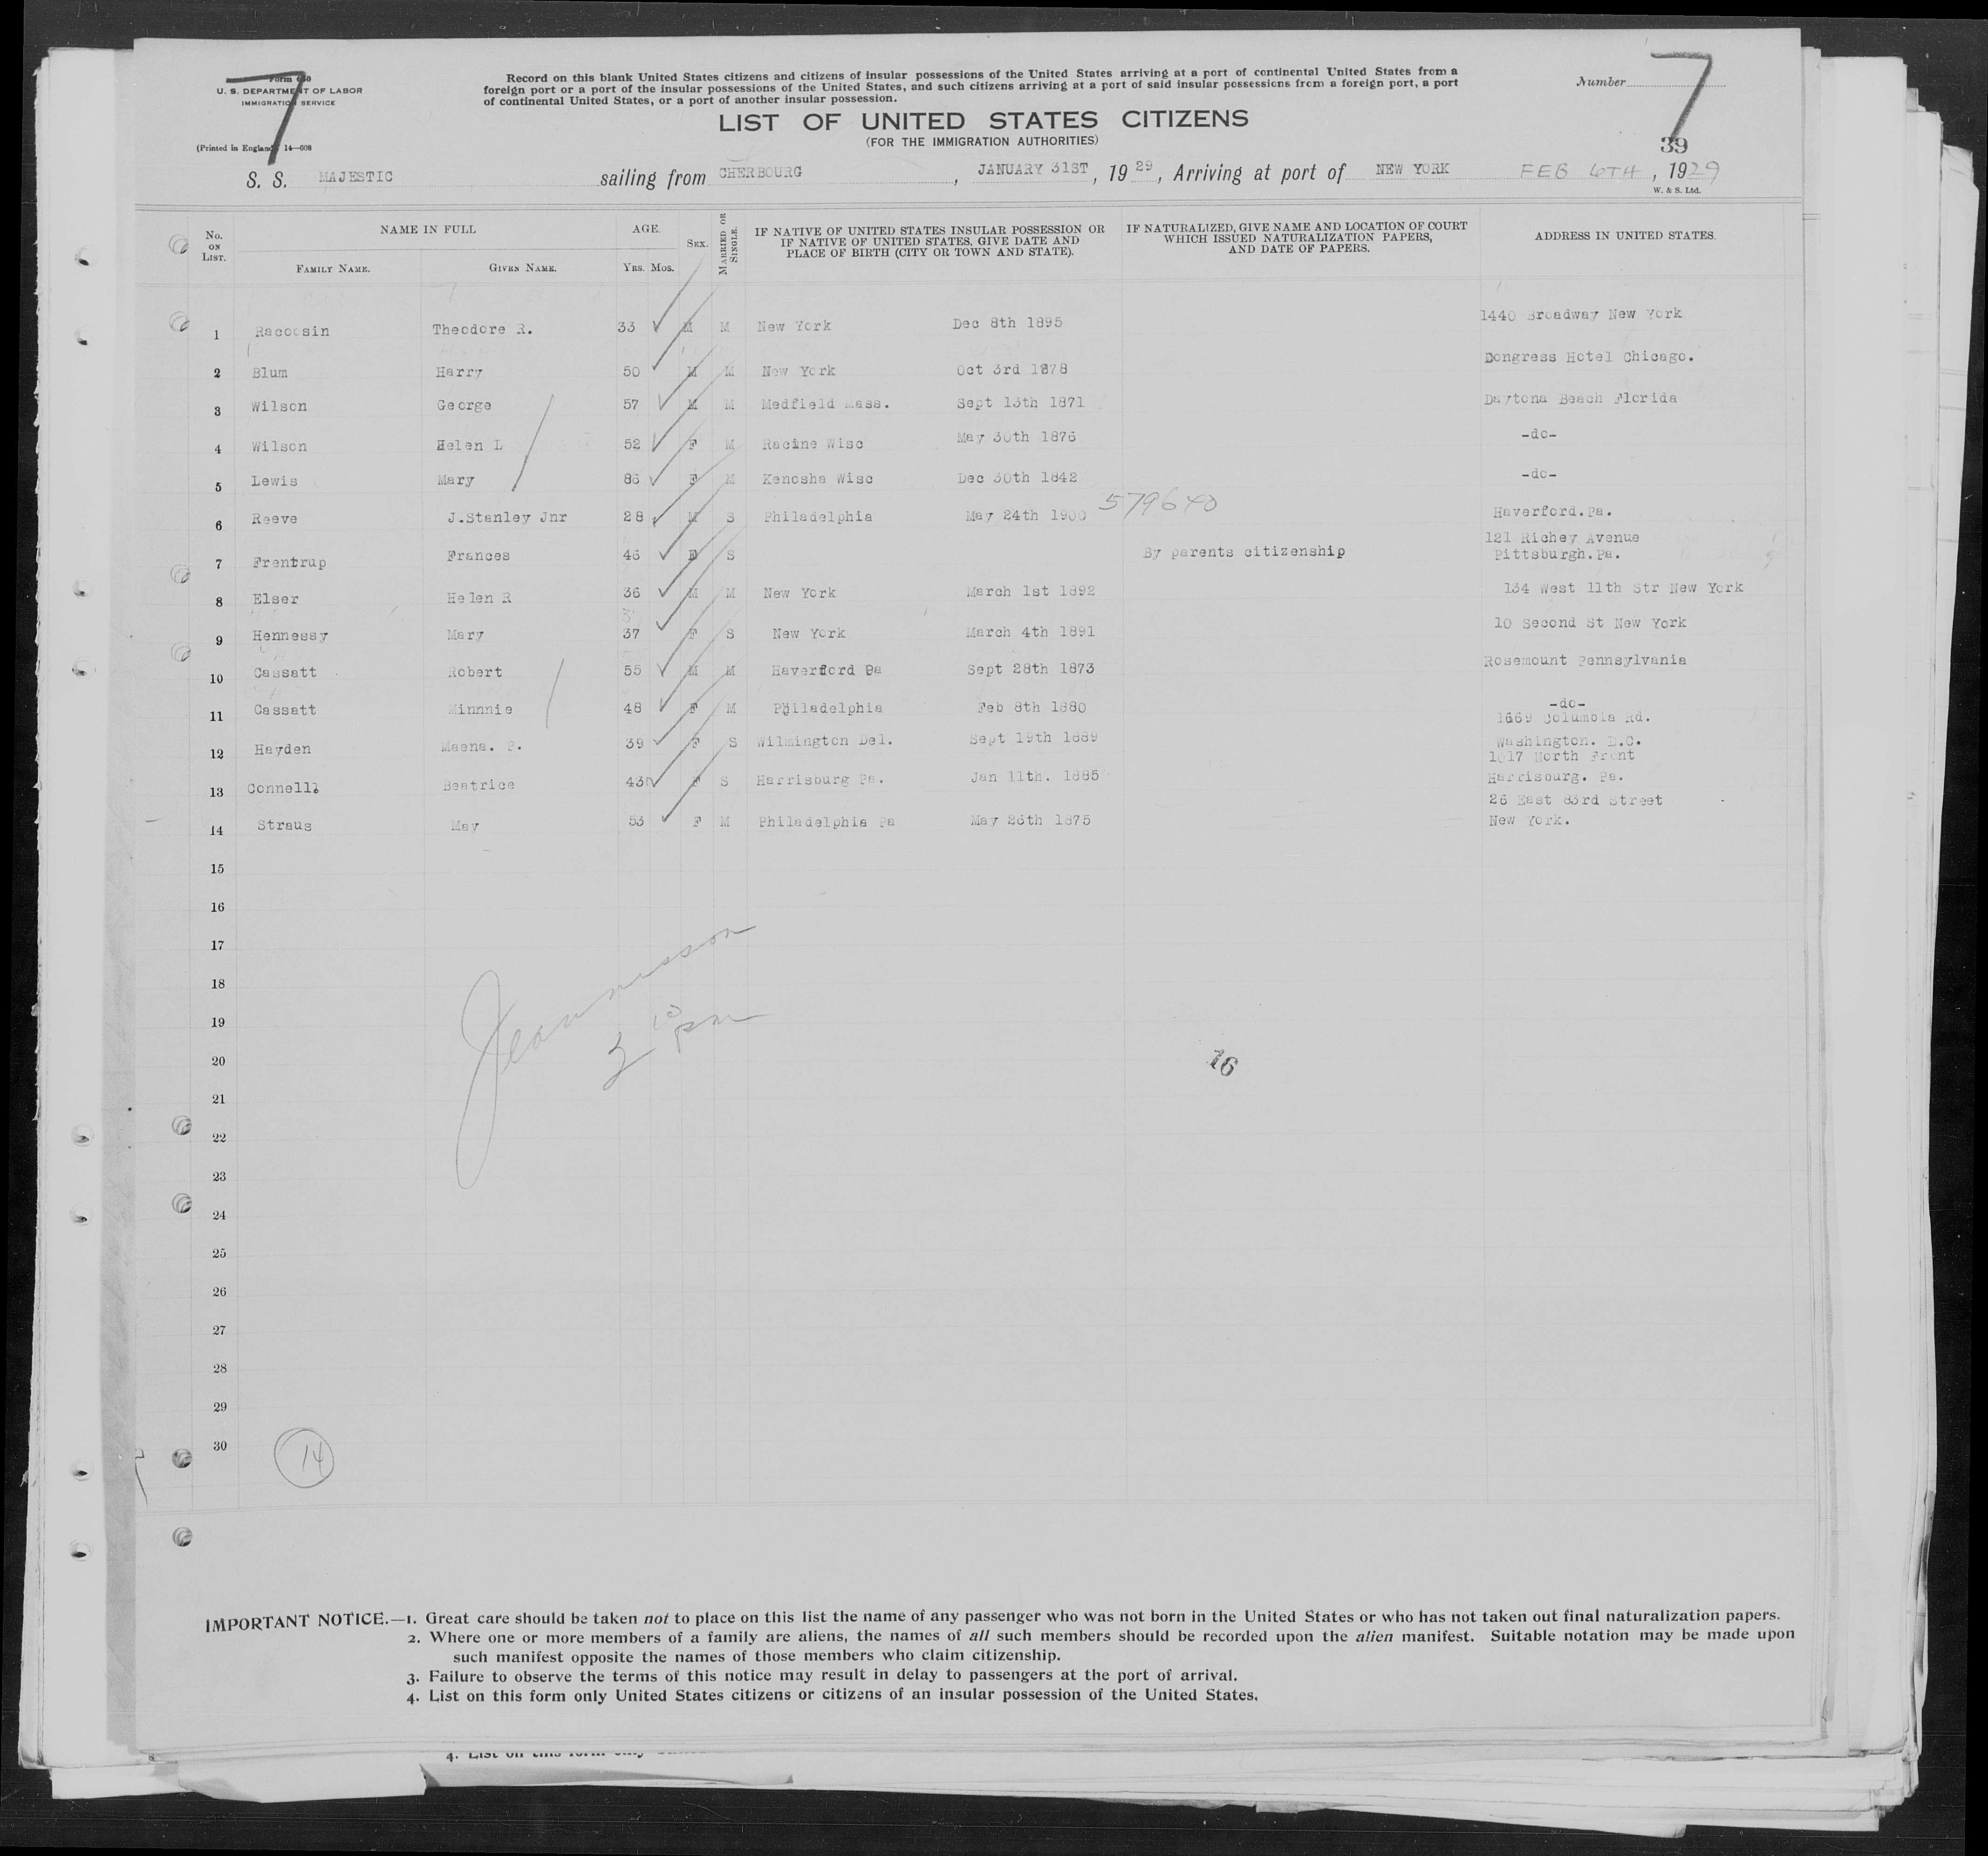 7
Form 630
U. S. DEPARTMENT OF LABOR
IMMIGRATION SERVICE
(Printed in England) 14—608
Record on this blank United States citizens and citizens of insular possessions of the United States arriving at a port of continental United States from a
foreign port or a port of the insular possessions of the United States, and such citizens arriving at a port of said insular possessions from a foreign port, a port
of continental United States, or a port of another insular possession.
Number 7
LIST OF UNITED STATES CITIZENS
(FOR THE IMMIGRATION AUTHORITIES)
39
S. S. MAJESTIC sailing from CHERBOURG, JANUARY 31ST, 1929, Arriving at port of NEW YORK FEB 6TH, 1929
W. & S. Ltd.
No. ON LIST. NAME IN FULL AGE. SEX. MARRIED OR SINGLE. IF NATIVE OF UNITED STATES INSULAR POSSESSION OR IF NATIVE OF UNITED STATES, GIVE DATE AND PLACE OF BIRTH (CITY OR TOWN AND STATE). IF NATURALIZED, GIVE NAME AND LOCATION OF COURT WHICH ISSUED NATURALIZATION PAPERS, AND DATE OF PAPERS. ADDRESS IN UNITED STATES.
FAMILY NAME. GIVEN NAME. YRS. MOS.
1 Racoosin Theodore R. 33 M M New York Dec 8th 1895 1440 Broadway New York
2 Blum Harry 50 M M New York Oct 3rd 1878 Congress Hotel Chicago.
3 Wilson George 57 M M Medfield Mass. Sept 13th 1871 Daytona Beach Florida
4 Wilson Helen L 52 F M Racine Wisc May 30th 1876 -do-
5 Lewis Mary 86 F M Kenosha Wisc Dec 30th 1842 -do-
579640
6 Reeve J.Stanley Jnr 28 M S Philadelphia May 24th 1900 Haverford.Pa.
7 Frentrup Frances 46 F S By parents citizenship 121 Richey Avenue
Pittsburgh.Pa.
8 Elser Helen R 36 M M New York March 1st 1892 134 West 11th Str New York
9 Hennessy Mary 37 F S New York March 4th 1891 10 Second St New York
10 Cassatt Robert 55 M M Haverford Pa Sept 28th 1873 Rosemount Pennsylvania
11 Cassatt Minnnie 48 F M Philadelphia Feb 8th 1880 -do-
12 Hayden Maena. P. 39 F S Wilmington Del. Sept 19th 1889 1669 Columbia Rd.
Washington. D.C.
13 Connell Beatrice 43 F S Harrisburg Pa. Jan 11th. 1885 1017 North Front
Harrisburg. Pa.
14 Straus May 53 F M Philadelphia Pa May 26th 1875 26 East 83rd Street
New York.
15
16
17
18
19
20
21
22
23
24
25
26
27
28
29
30
3 10 pm
16
14
IMPORTANT NOTICE.—1. Great care should be taken not to place on this list the name of any passenger who was not born in the United States or who has not taken out final naturalization papers.
2. Where one or more members of a family are aliens, the names of all such members should be recorded upon the alien manifest. Suitable notation may be made upon
such manifest opposite the names of those members who claim citizenship.
3. Failure to observe the terms of this notice may result in delay to passengers at the port of arrival.
4. List on this form only United States citizens or citizens of an insular possession of the United States.